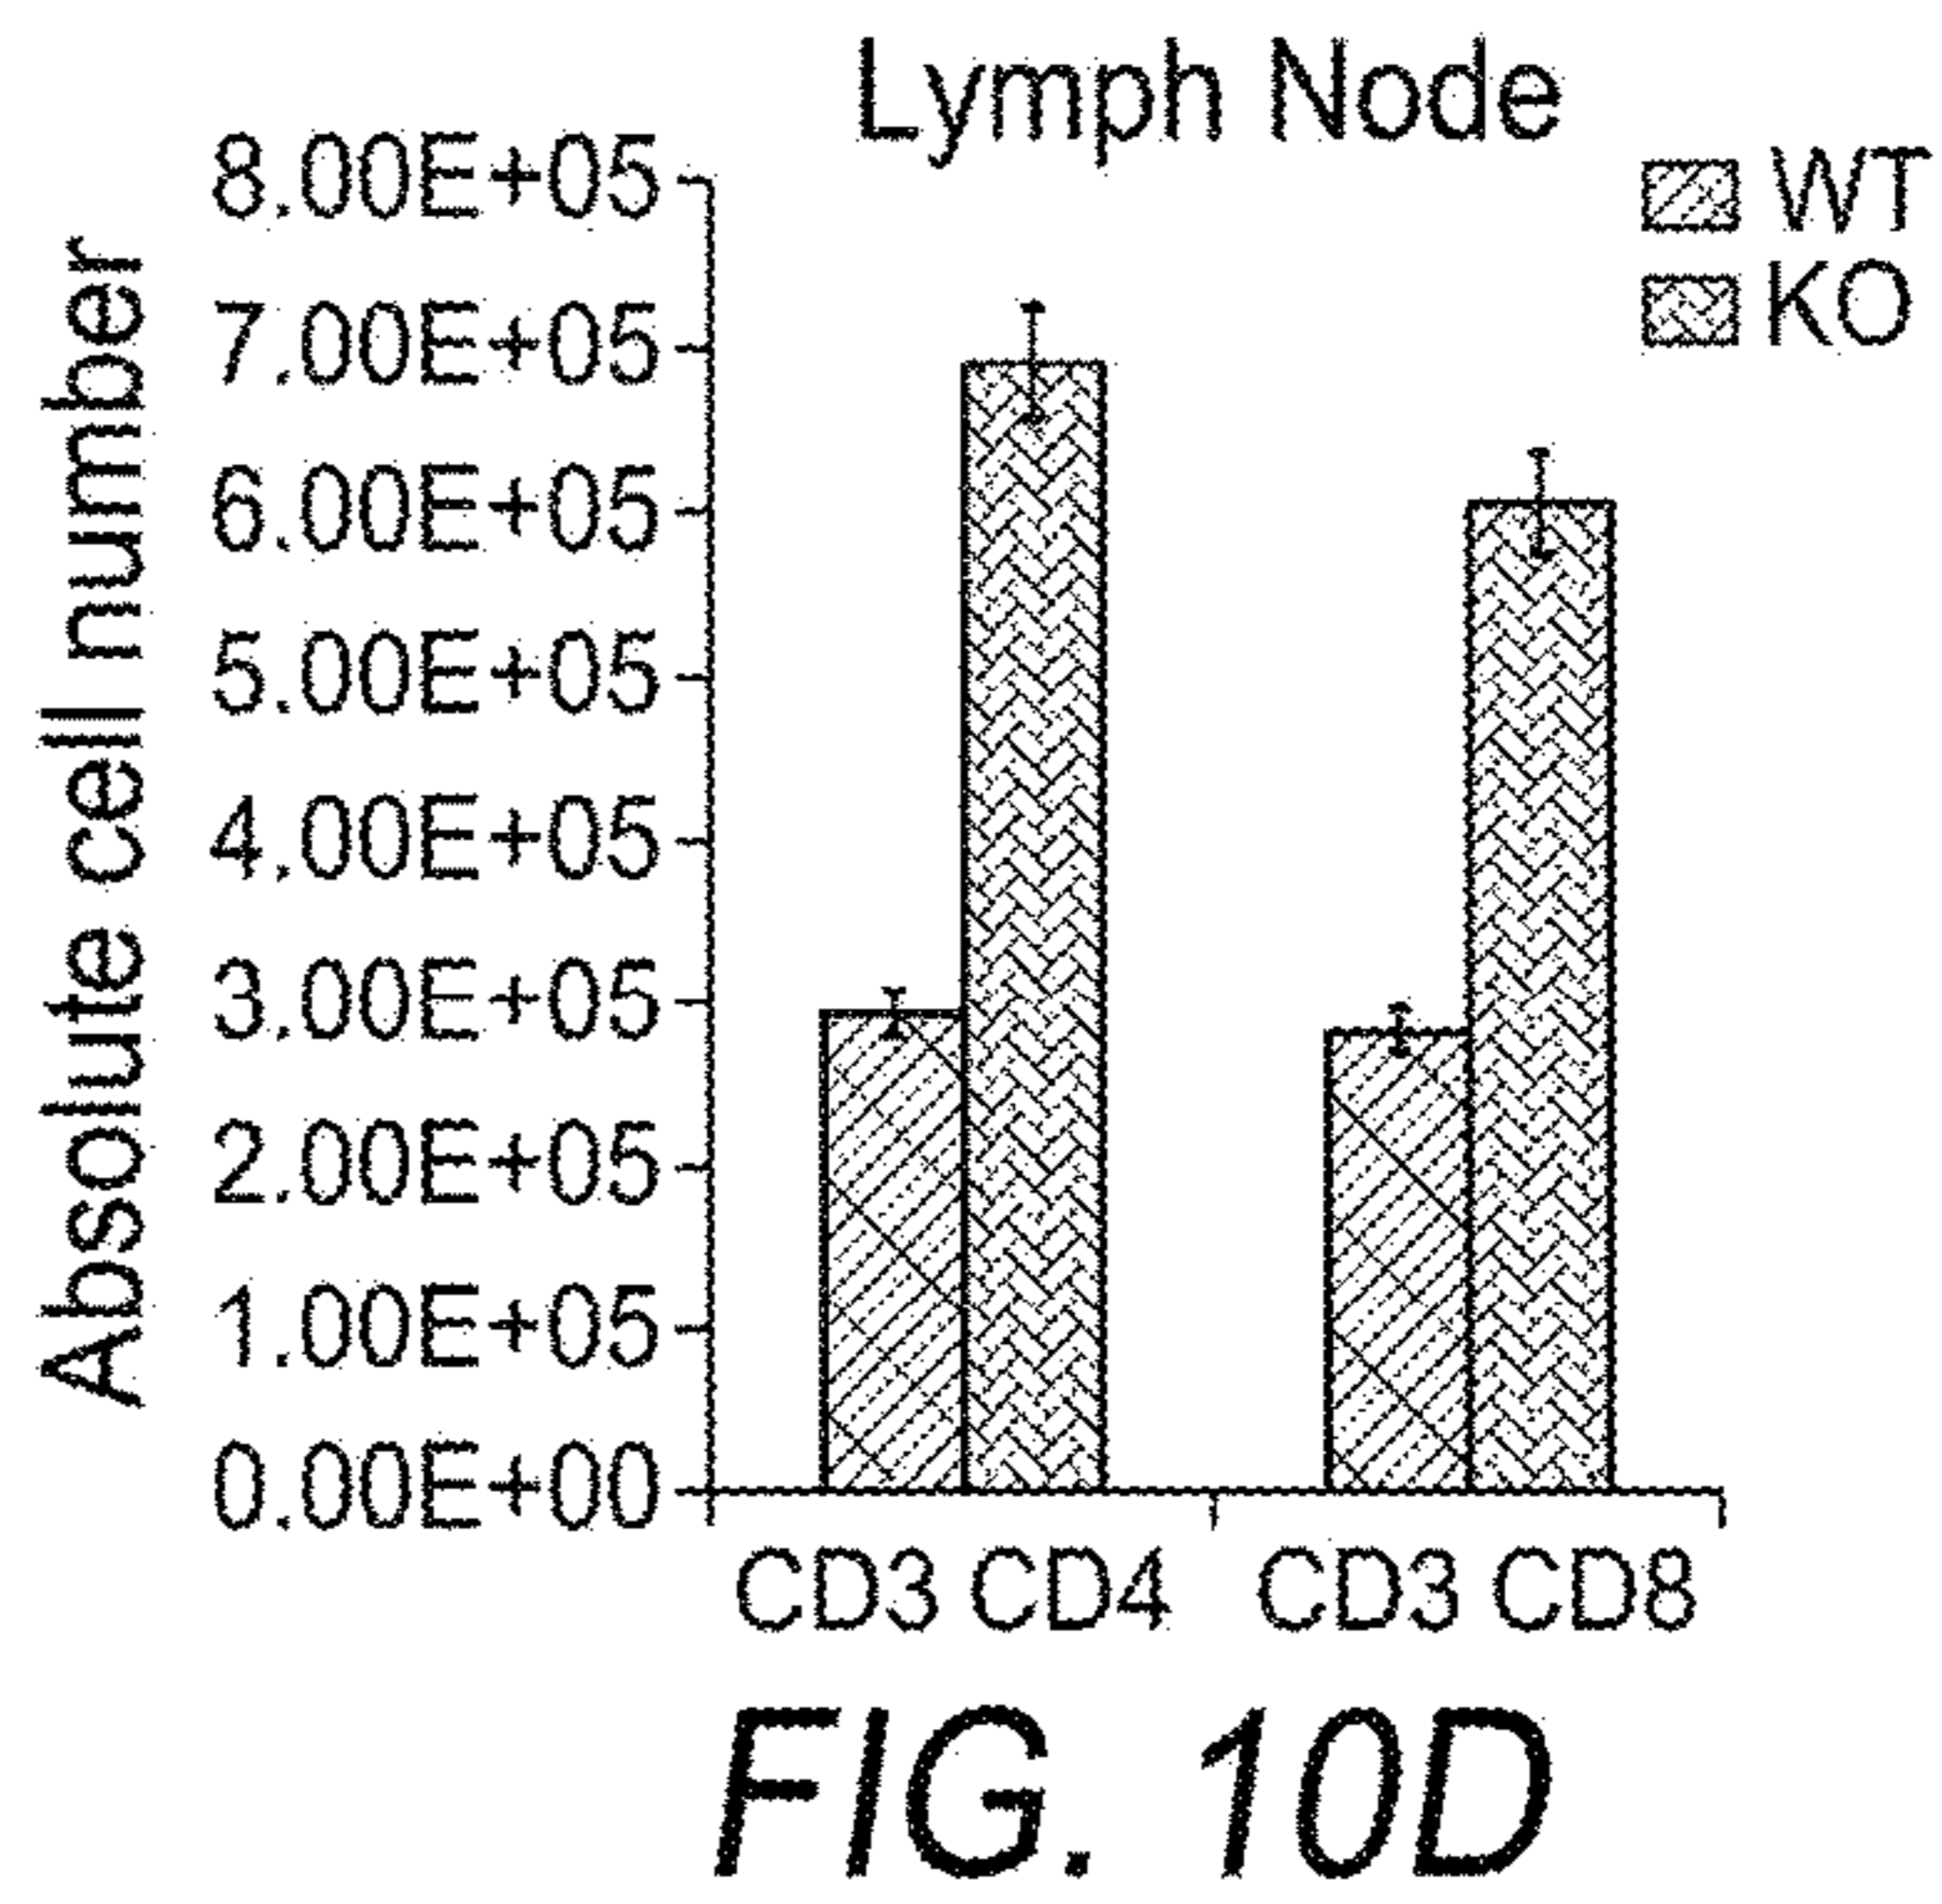 Lymph Node
WT
KO
Absolute cell number
8.00E+05
7.00E+05
6.00E+05
5.00E+05
4.00E+05
3.00E+05
2.00E+05
1.00E+05
0.00E+00
CD3 CD4
CD3 CD8
FIG. 10D